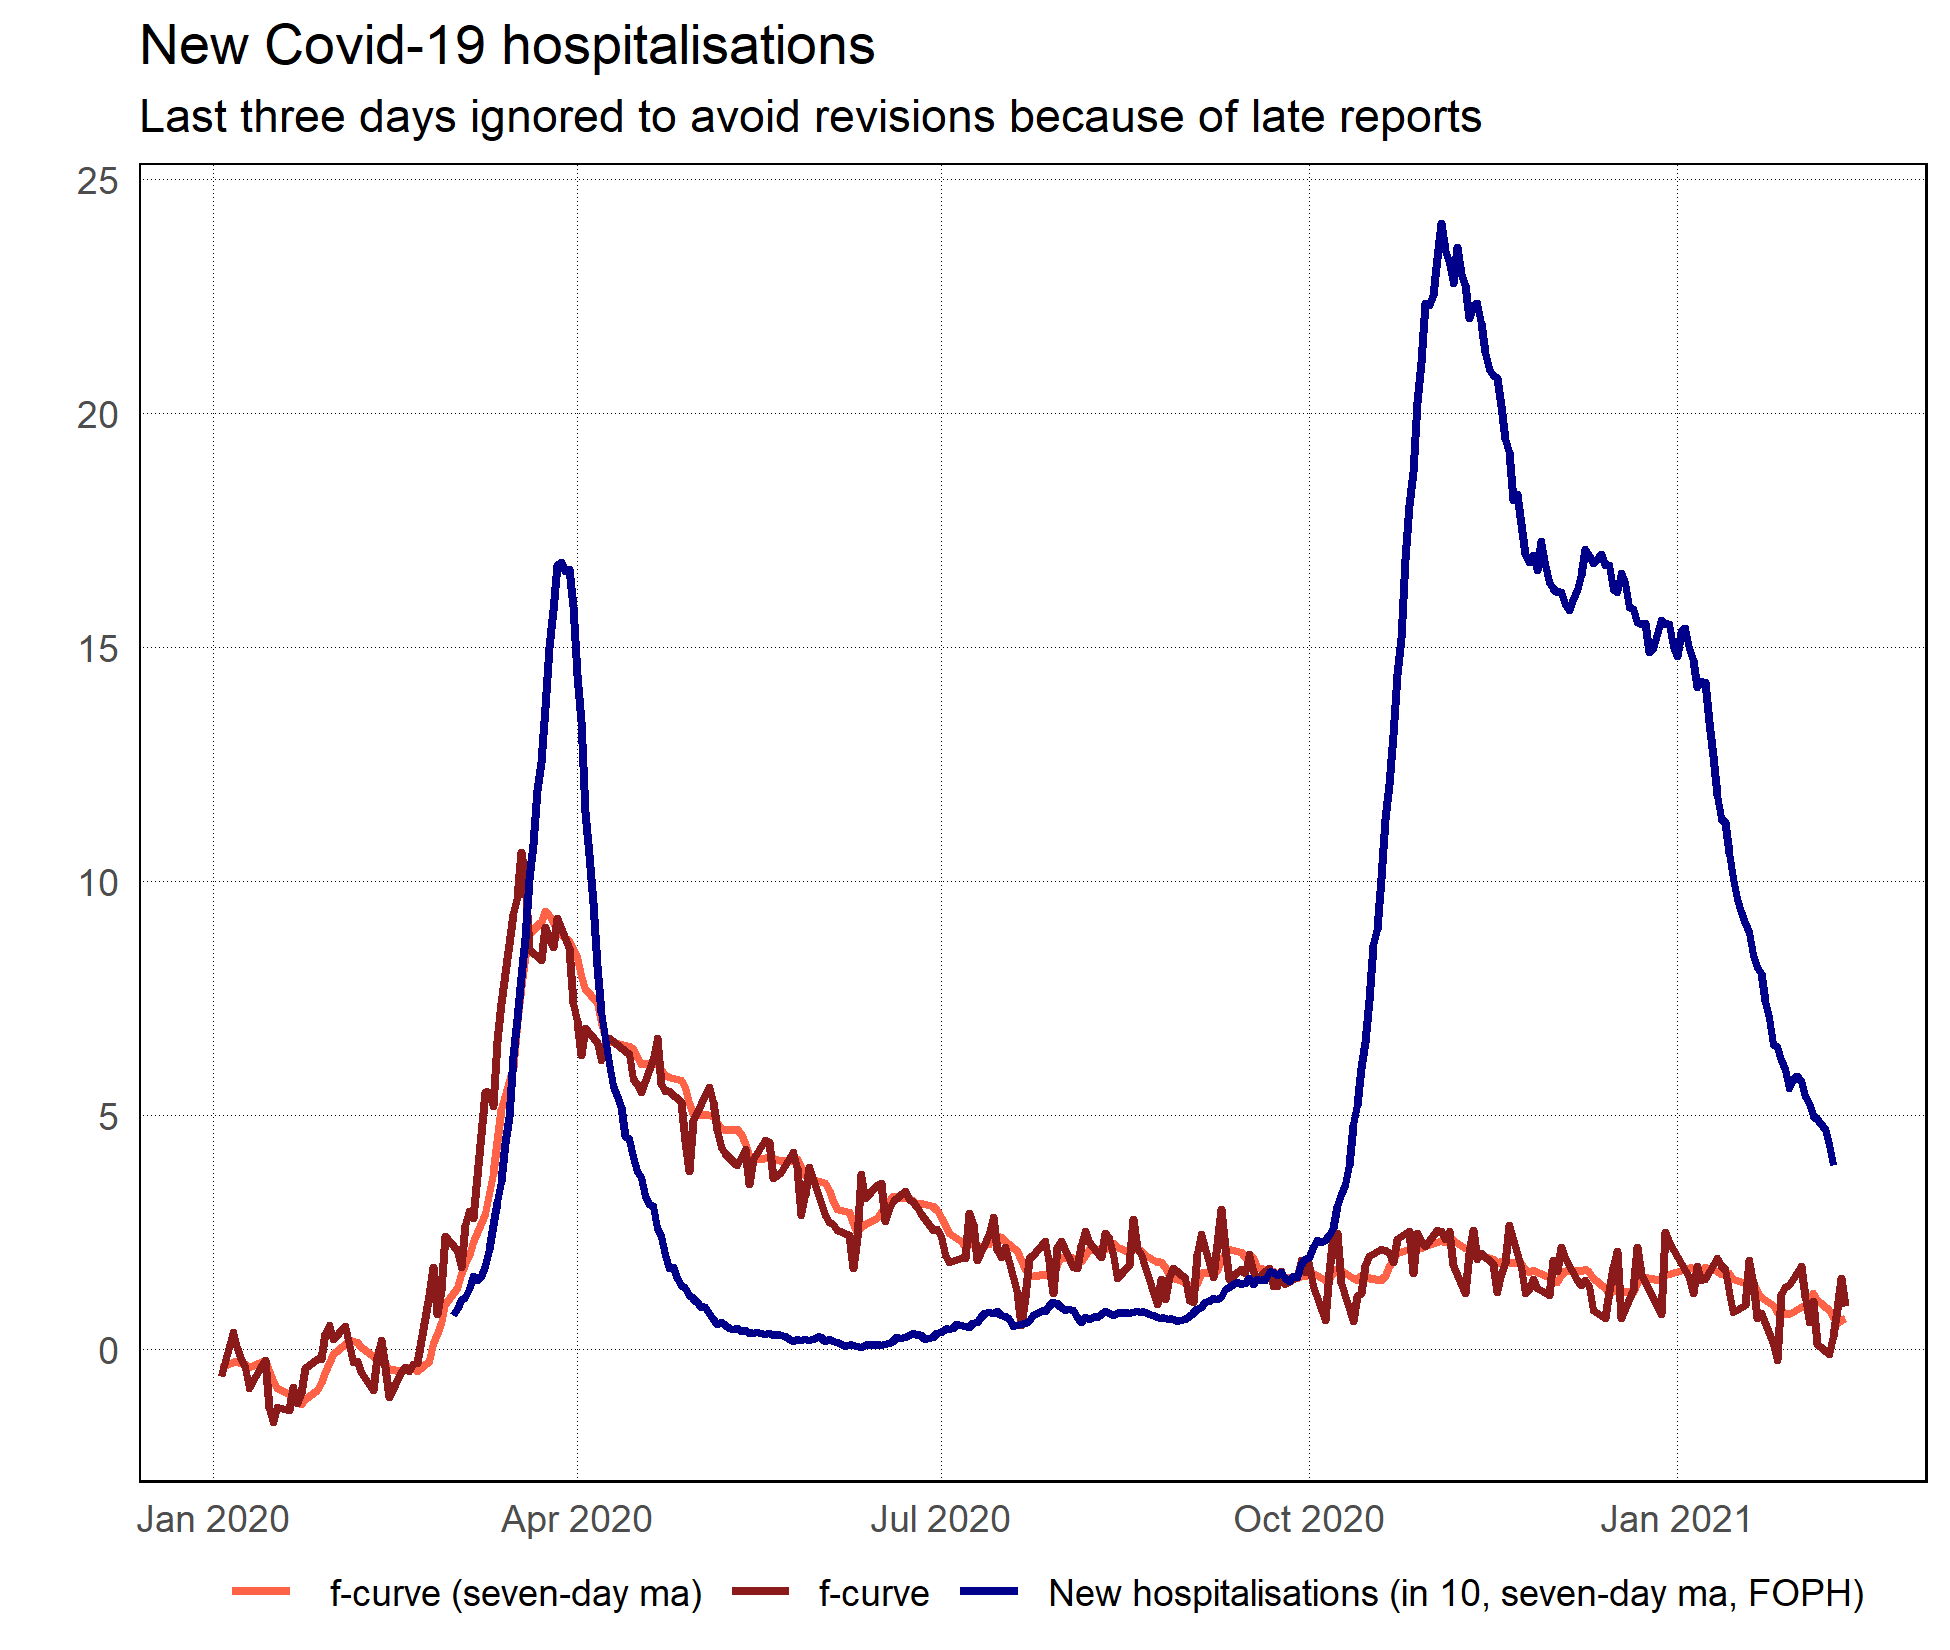 New Covid-19 hospitalisations
Last three days ignored to avoid revisions because of late reports
25
20
15
10
5
0
Jan 2020 Apr 2020 Jul 2020 Oct 2020 Jan 2021
f-curve (seven-day ma) f-curve New hospitalisations (in 10, seven-day ma, FOPH)